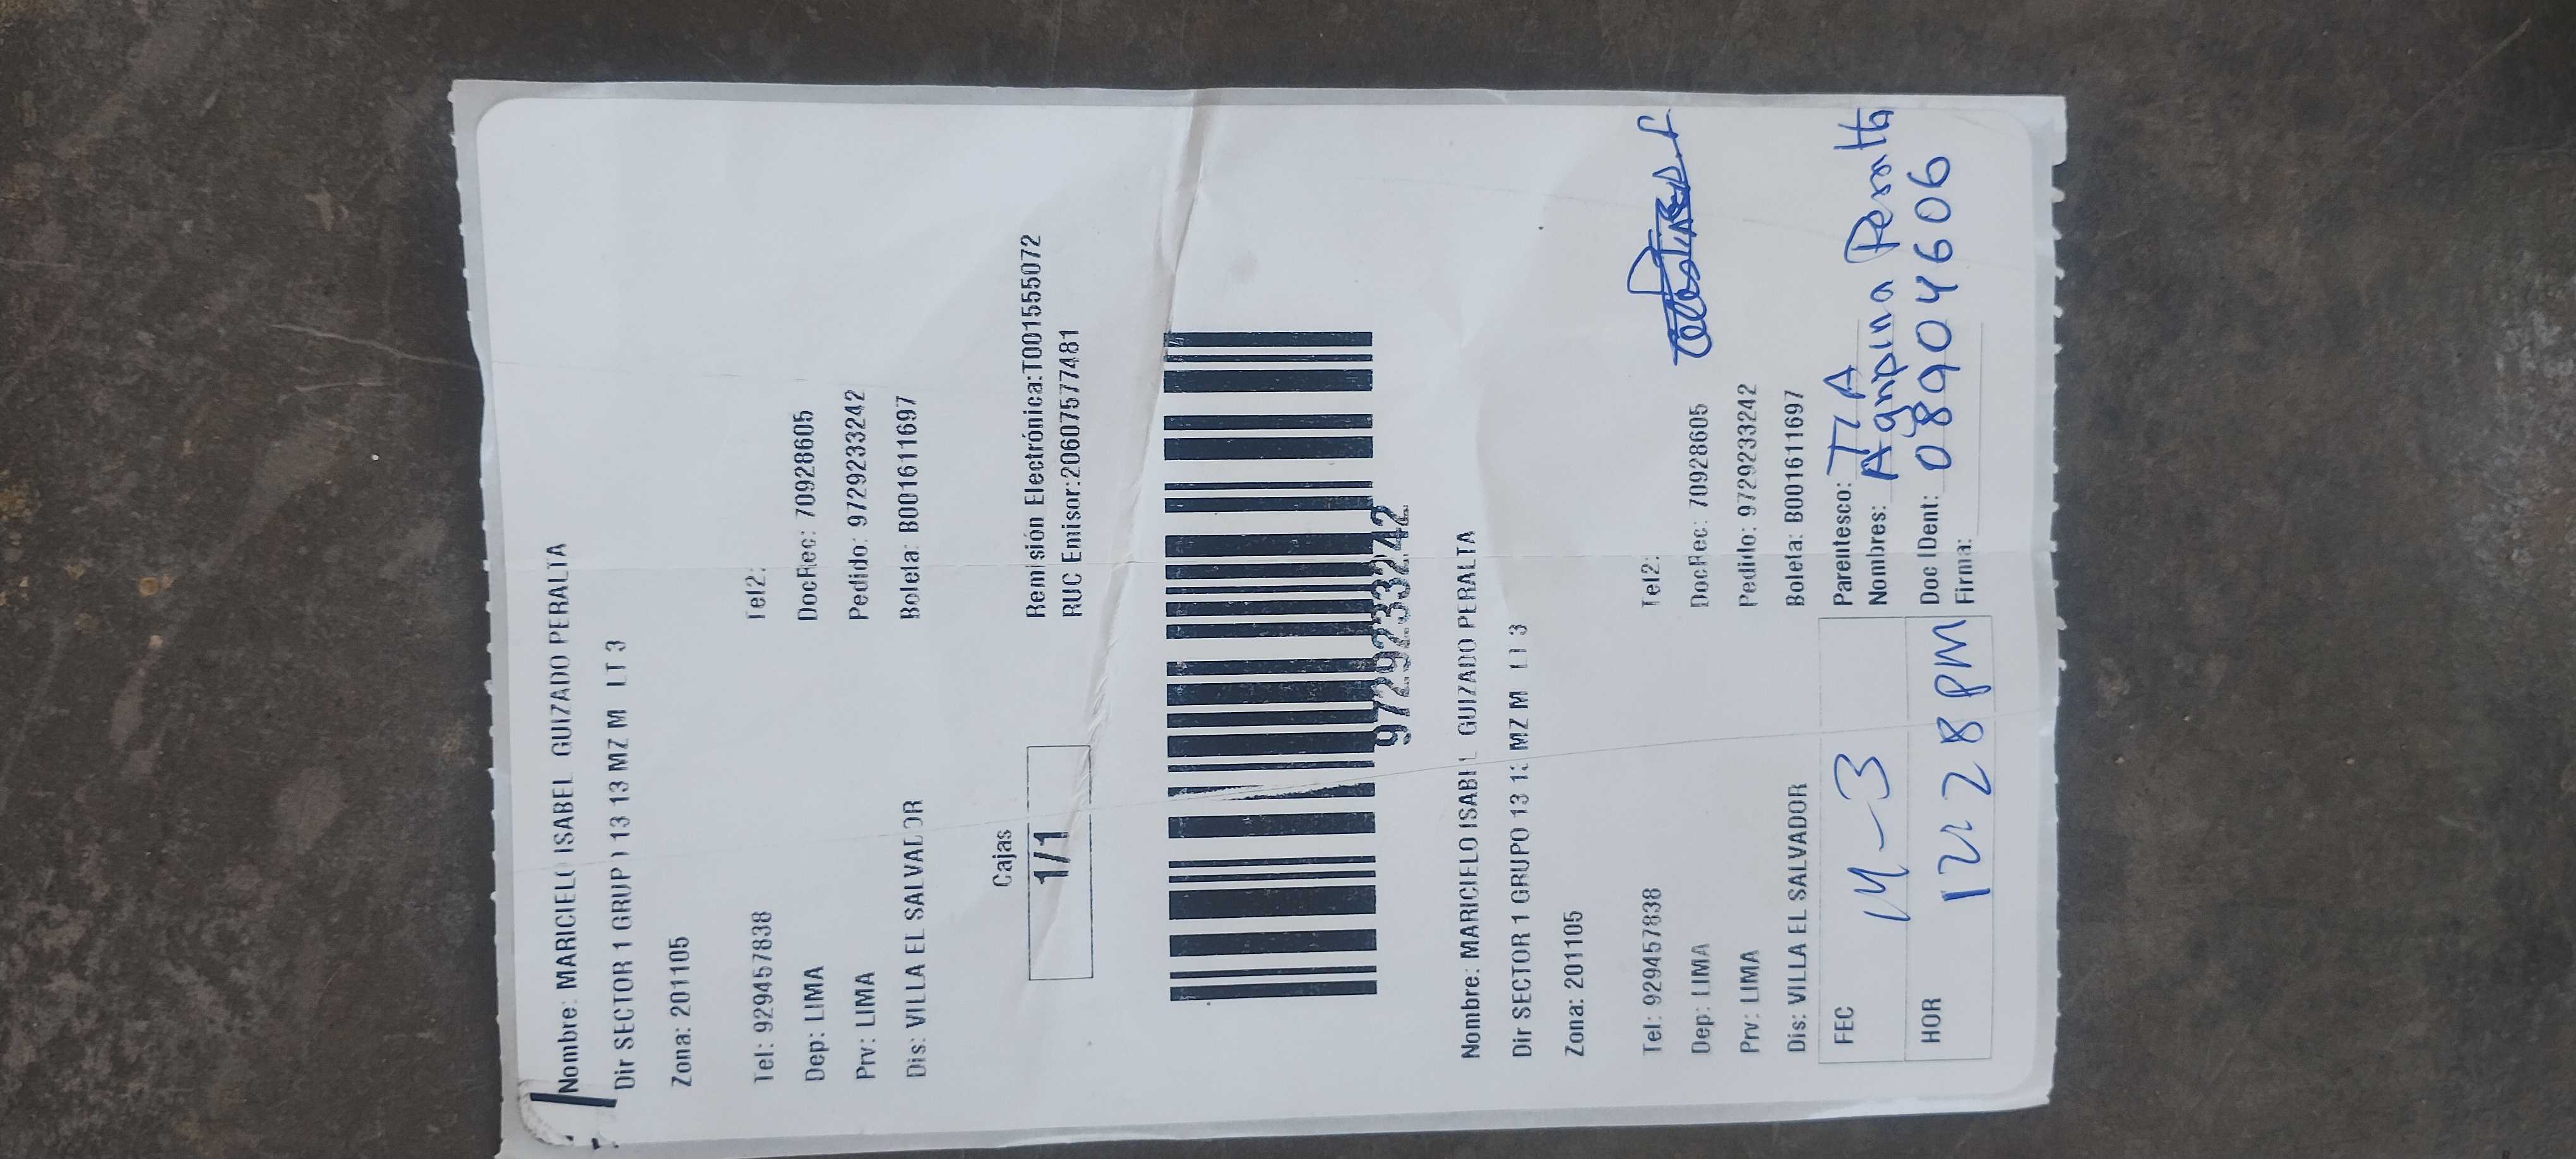 Nombre: MARICIELO ISABEL GUIZADO PERALTA
Dir SECTOR 1 GRUP ) 13 13 MZ M LT 3
Zona: 201105
Tel: 929457838 Tel2:
Dep: LIMA DocRec: 70928605
Prv: LIMA Pedido: 9729233242
Dis: VILLA EL SALVADOR Boleta: B001611697
Cajas
1/1
Remisión Electrónica:T001555072
RUC Emisor:20607577481
9729233242
Nombre: MARICIELO ISABEL GUIZADO PERALTA
Dir SECTOR 1 GRUPO 13 13 MZ M LT 3
Zona: 201105
Tel: 929457838 Tel2:
Dep: LIMA DocRec: 70928605
Prv: LIMA Pedido: 9729233242
Dis: VILLA EL SALVADOR Boleta: B001611697
FEC 14-3
HOR 12 28 PM
Parentesco: TIA
Nombres: Agripina Peralta
Doc IDent: 08904606
Firma: